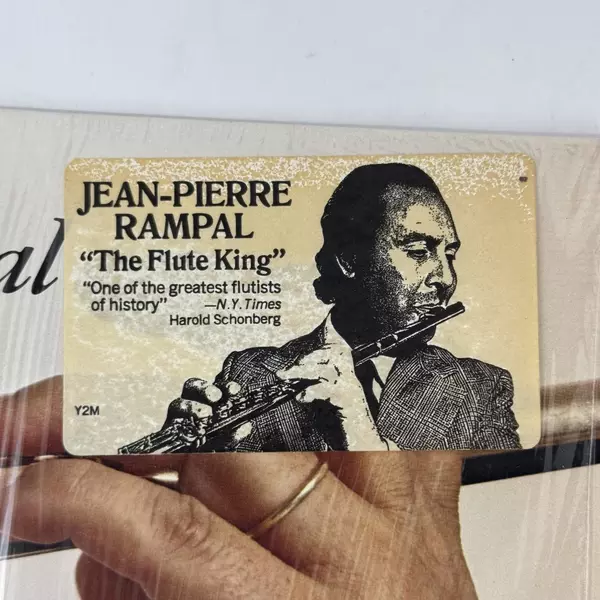 JEAN-PIERRE
RAMPAL
"The Flute King"
"One of the greatest flutists
of history" —N.Y. Times
Harold Schonberg
Y2M
al